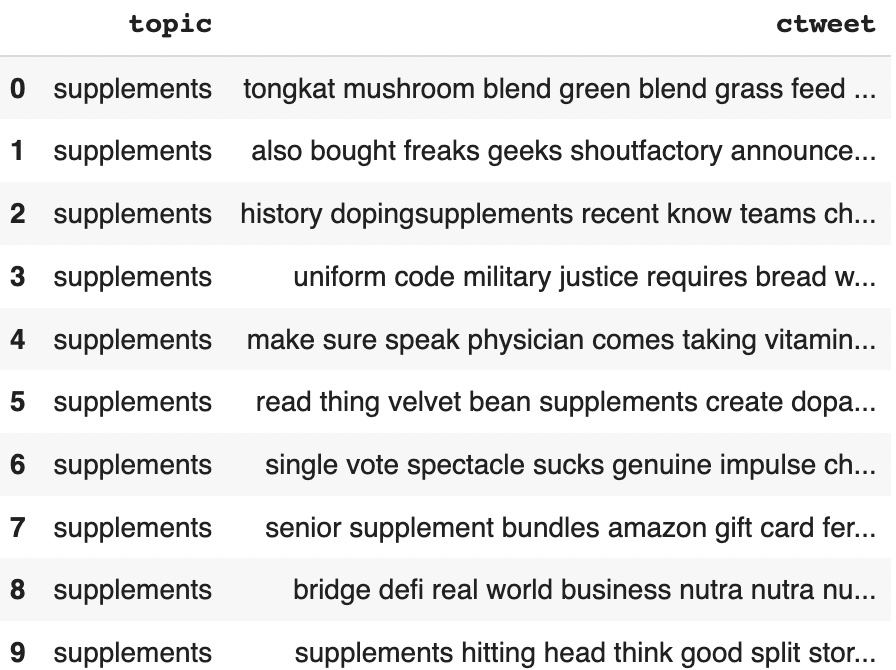 topic ctweet
0 supplements tongkat mushroom blend green blend grass feed ...
1 supplements also bought freaks geeks shoutfactory announce...
2 supplements history dopingsupplements recent know teams ch...
3 supplements uniform code military justice requires bread w...
4 supplements make sure speak physician comes taking vitamin...
5 supplements read thing velvet bean supplements create dopa...
6 supplements single vote spectacle sucks genuine impulse ch...
7 supplements senior supplement bundles amazon gift card fer...
8 supplements bridge defi real world business nutra nutra nu...
9 supplements supplements hitting head think good split stor...